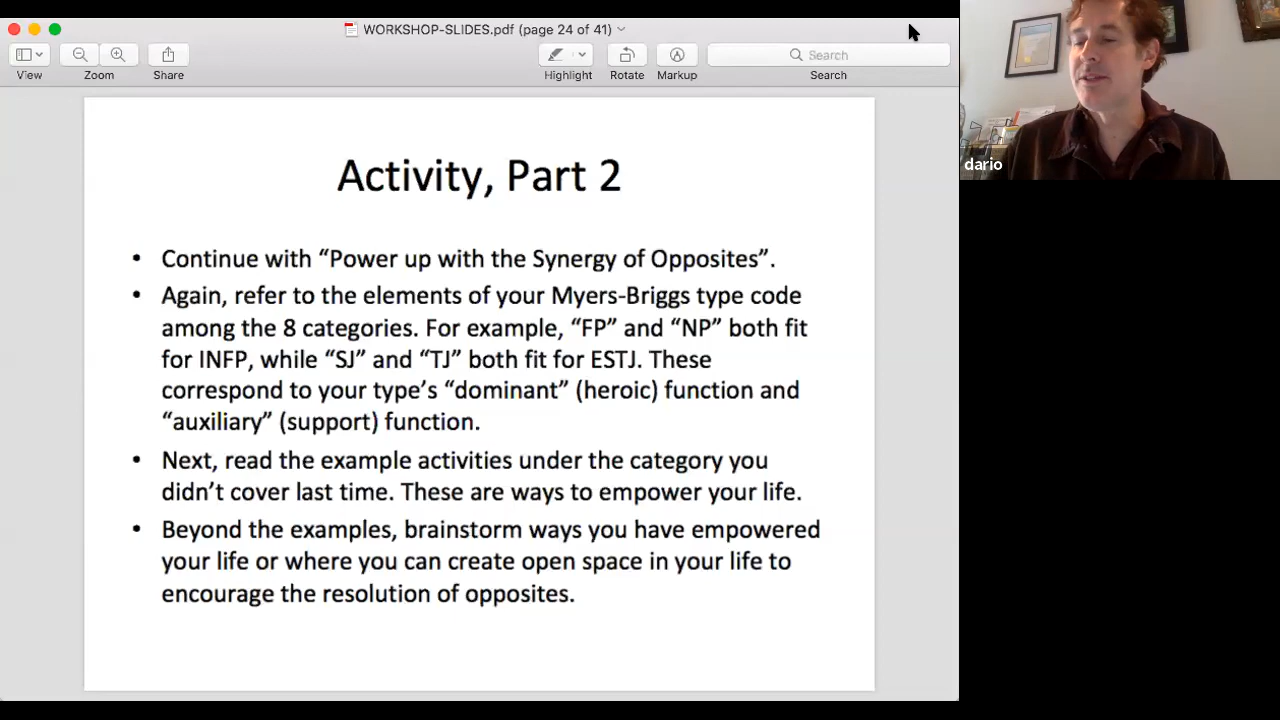 WORKSHOP-SLIDES.pdf (page 24 of 41)
View
Zoom
Share
Highlight
Rotate
Markup
Search
Search
dario
Activity, Part 2
• Continue with “Power up with the Synergy of Opposites”.
• Again, refer to the elements of your Myers-Briggs type code
among the 8 categories. For example, “FP” and “NP” both fit
for INFP, while “SJ” and “TJ” both fit for ESTJ. These
correspond to your type’s “dominant” (heroic) function and
“auxiliary” (support) function.
• Next, read the example activities under the category you
didn’t cover last time. These are ways to empower your life.
• Beyond the examples, brainstorm ways you have empowered
your life or where you can create open space in your life to
encourage the resolution of opposites.